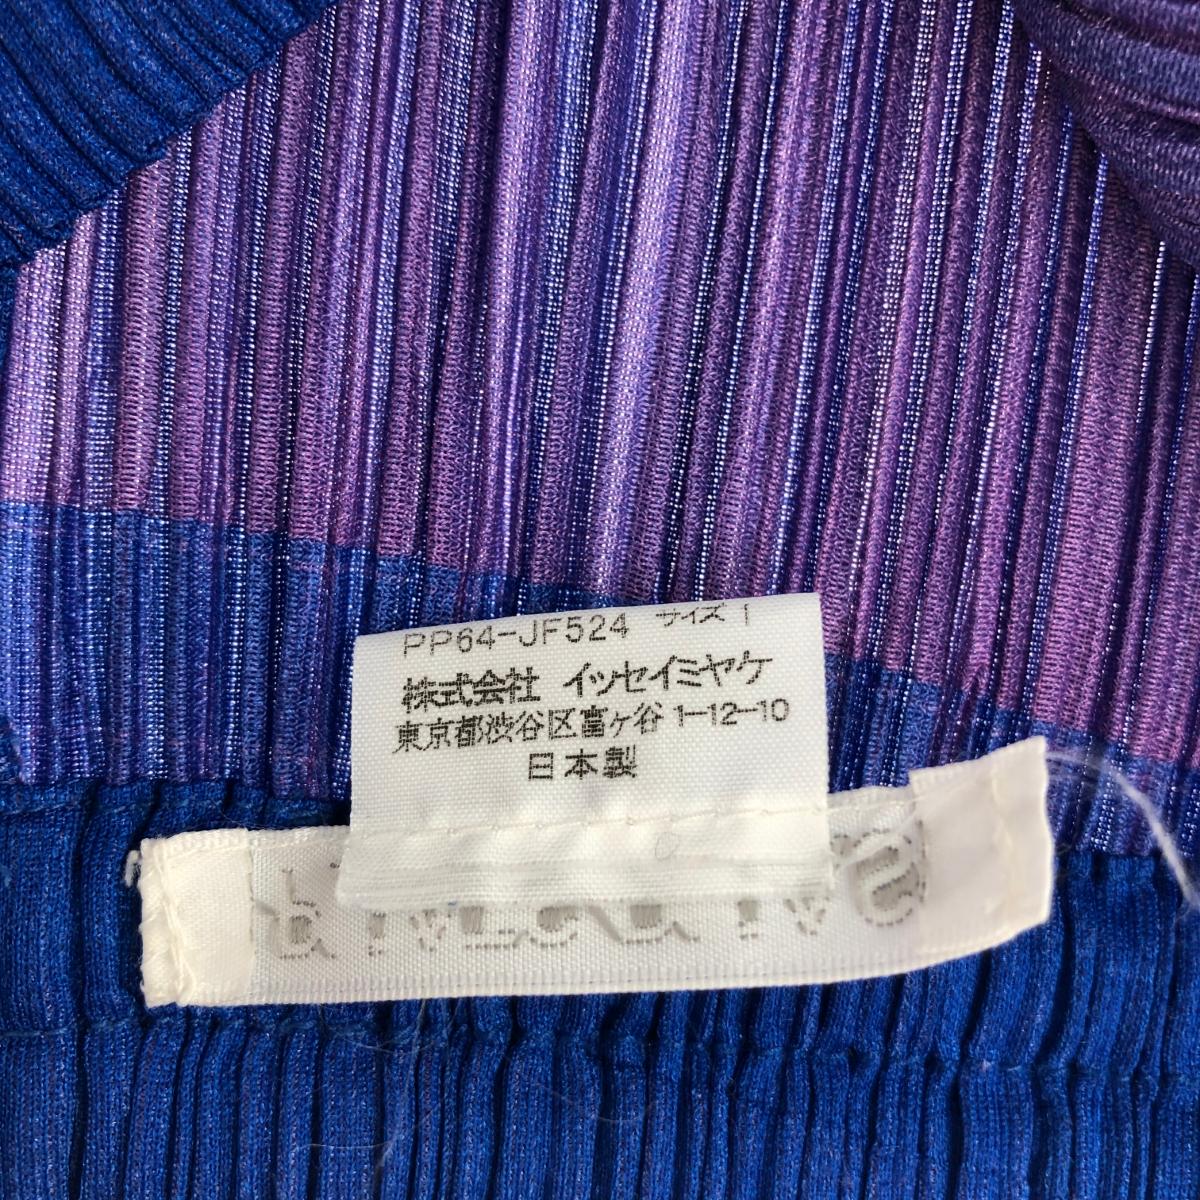 PP64-JF524 サイズ 1
株式会社 イッセイミヤケ
東京都渋谷区富ヶ谷 1-12-10
日本製